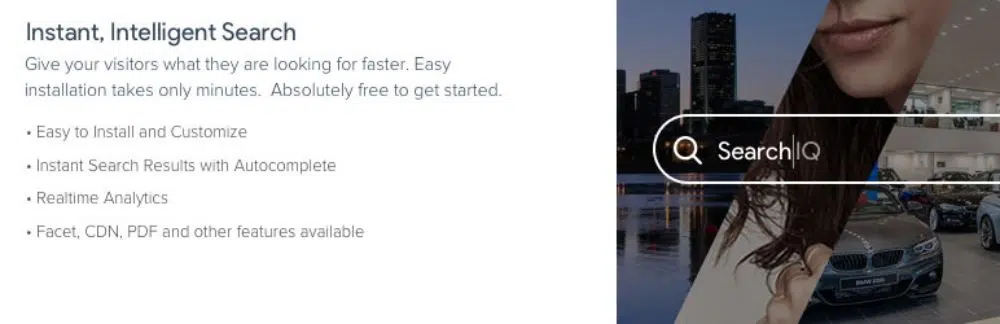 Instant, Intelligent Search
Give your visitors what they are looking for faster. Easy
installation takes only minutes.  Absolutely free to get started.
• Easy to Install and Customize
• Instant Search Results with Autocomplete
• Realtime Analytics
• Facet, CDN, PDF and other features available
SearchIQ